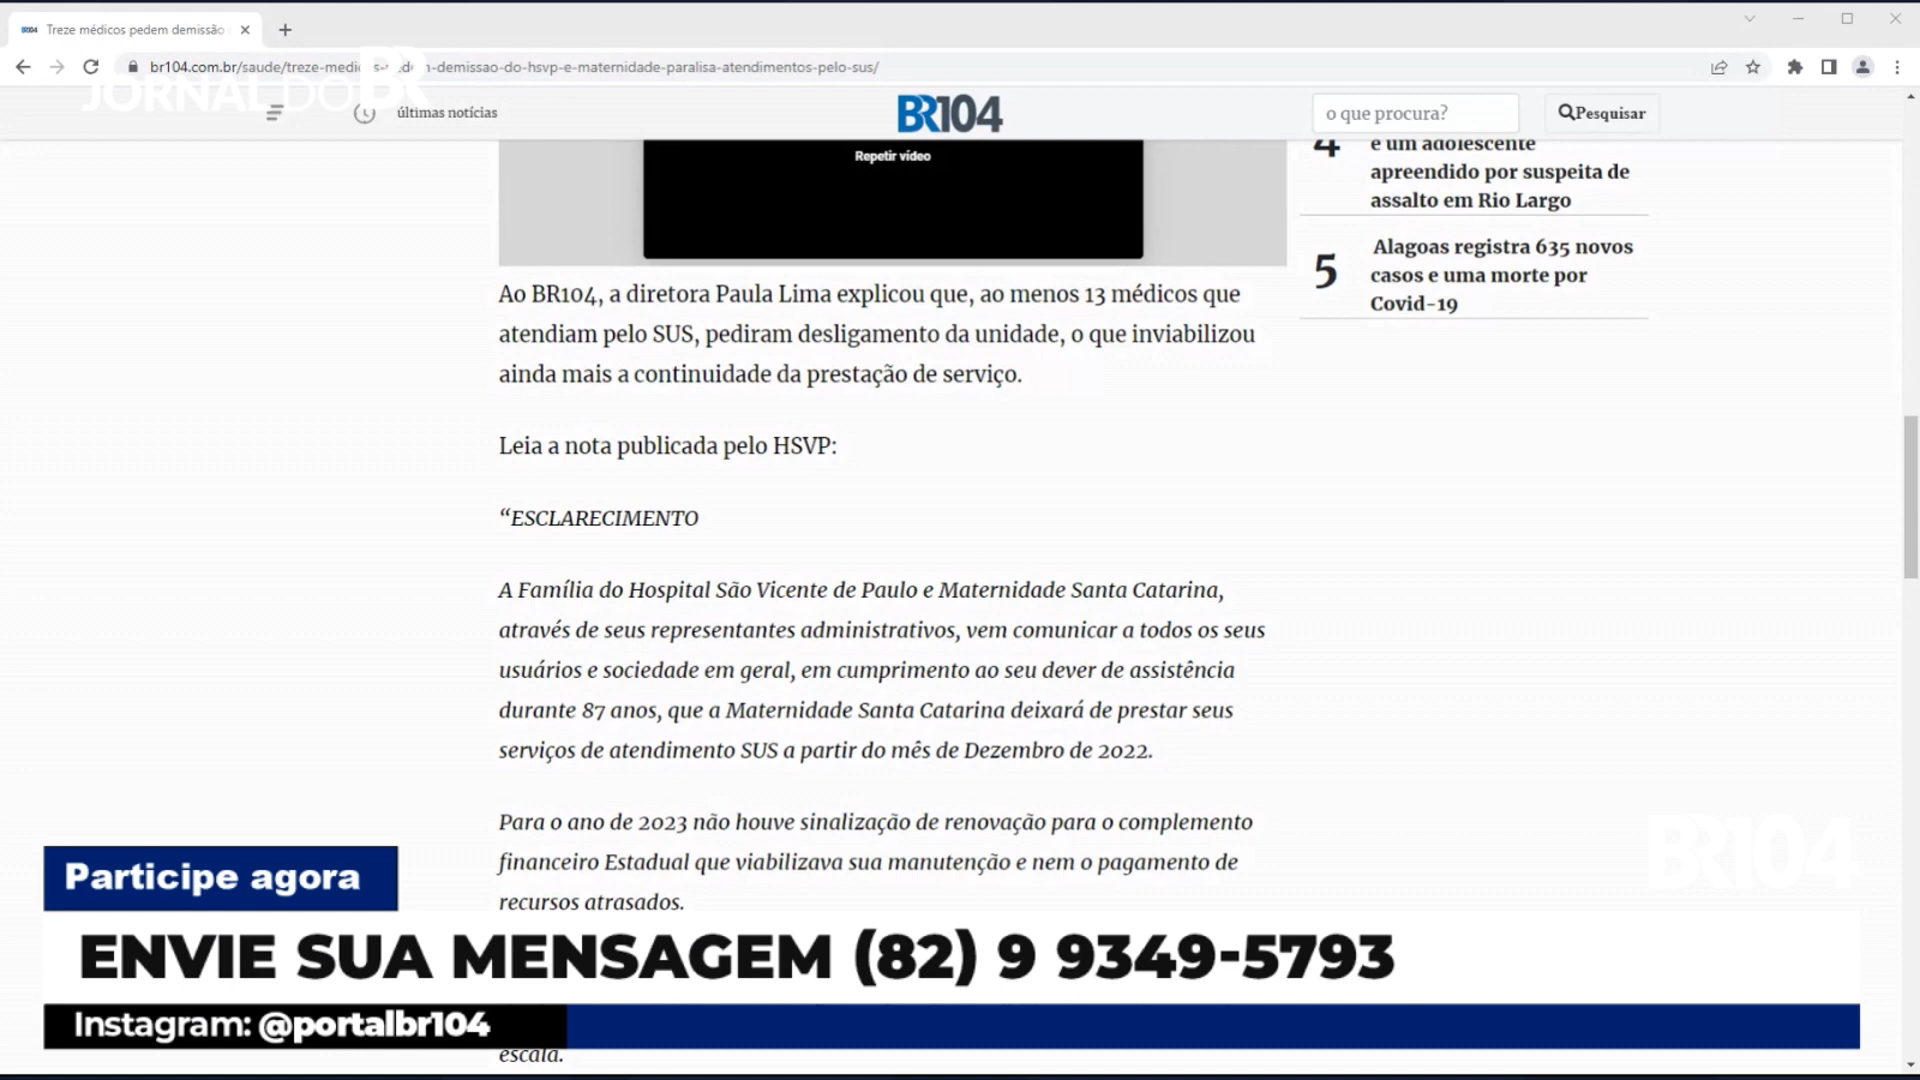 BR104 Treze médicos pedem demissão
br104.com.br/saude/treze-medicos-pedem-demissao-do-hsvp-e-maternidade-paralisa-atendimentos-pelo-sus/
JORNAL DO BR
últimas notícias
BR104
o que procura?
Pesquisar
Repetir vídeo
4 e um adolescente
apreendido por suspeita de
assalto em Rio Largo
5 Alagoas registra 635 novos
casos e uma morte por
Covid-19
Ao BR104, a diretora Paula Lima explicou que, ao menos 13 médicos que
atendiam pelo SUS, pediram desligamento da unidade, o que inviabilizou
ainda mais a continuidade da prestação de serviço.
Leia a nota publicada pelo HSVP:
“ESCLARECIMENTO
A Família do Hospital São Vicente de Paulo e Maternidade Santa Catarina,
através de seus representantes administrativos, vem comunicar a todos os seus
usuários e sociedade em geral, em cumprimento ao seu dever de assistência
durante 87 anos, que a Maternidade Santa Catarina deixará de prestar seus
serviços de atendimento SUS a partir do mês de Dezembro de 2022.
Para o ano de 2023 não houve sinalização de renovação para o complemento
financeiro Estadual que viabilizava sua manutenção e nem o pagamento de
recursos atrasados.
BR104
Participe agora
ENVIE SUA MENSAGEM (82) 9 9349-5793
Instagram: @portalbr104
escala.